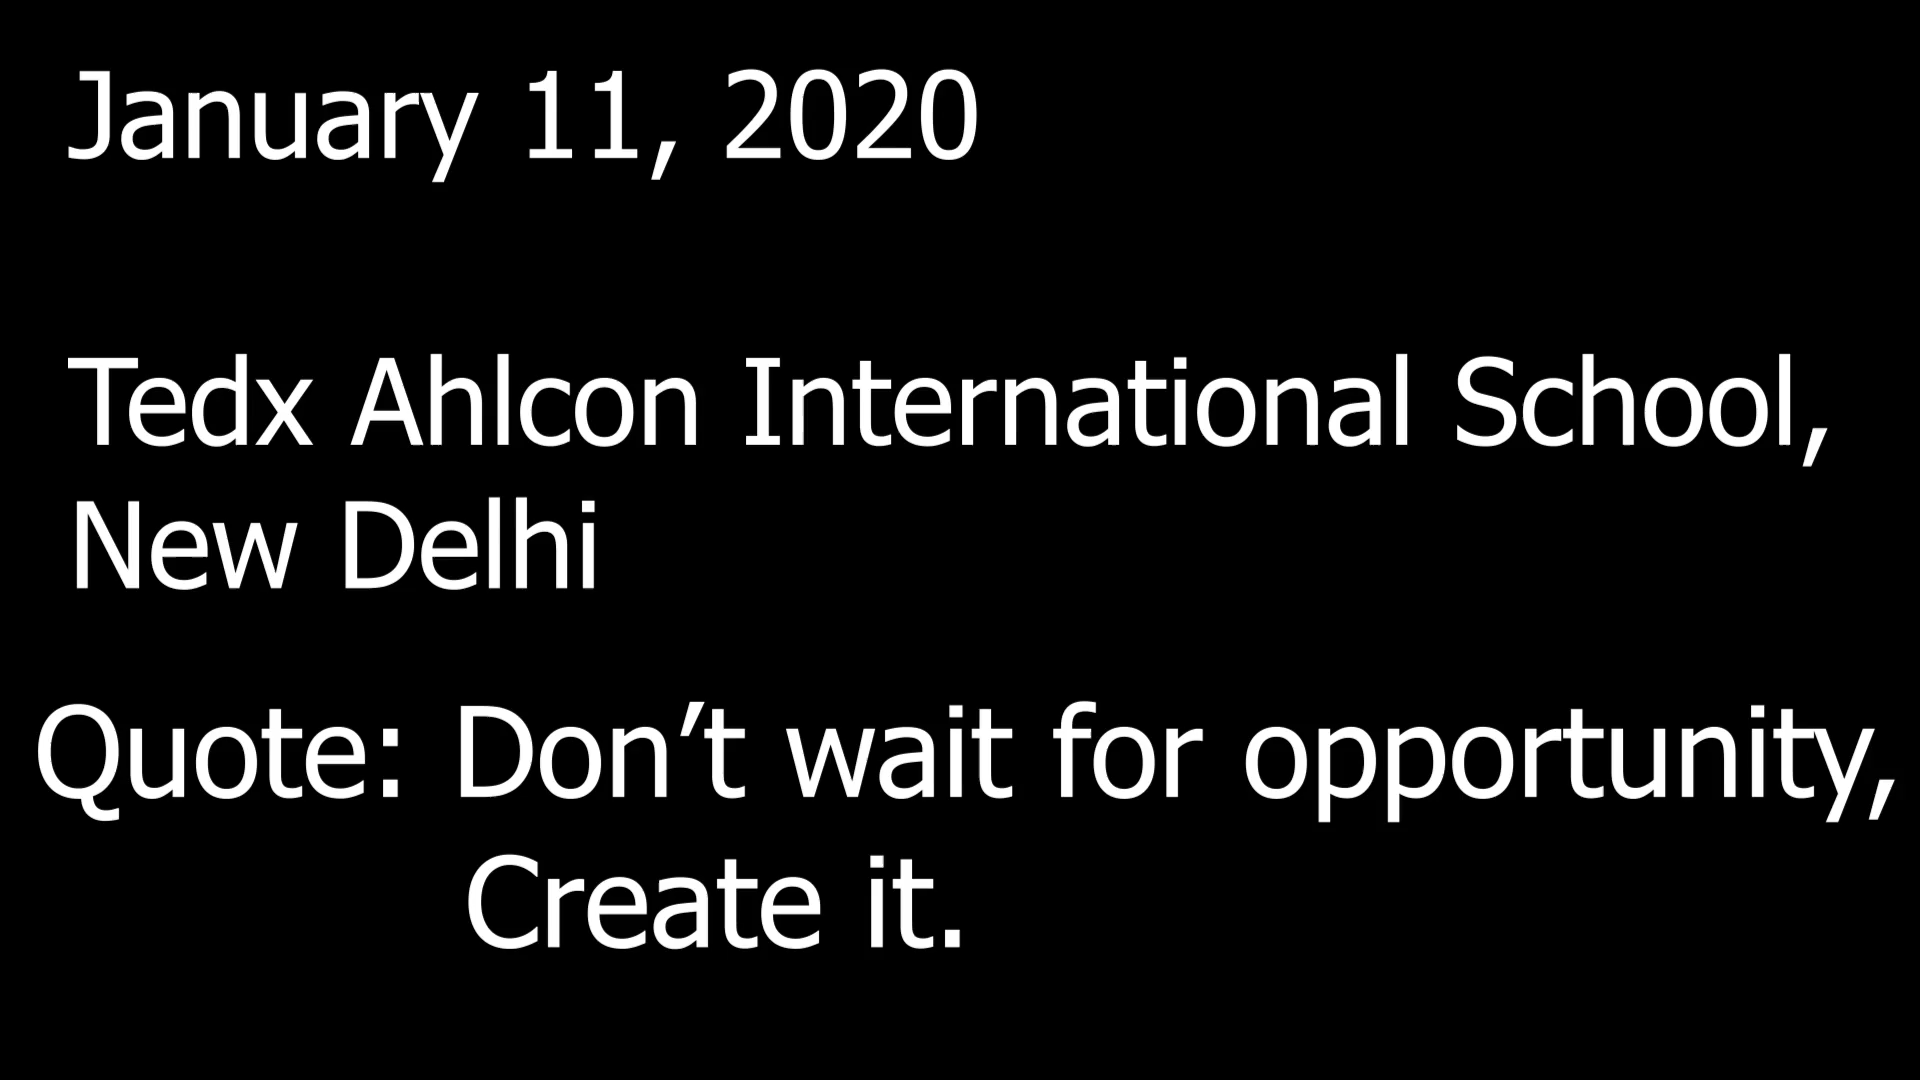 January 11, 2020
Tedx Ahlcon International School,
New Delhi
Quote: Don’t wait for opportunity,
Create it.